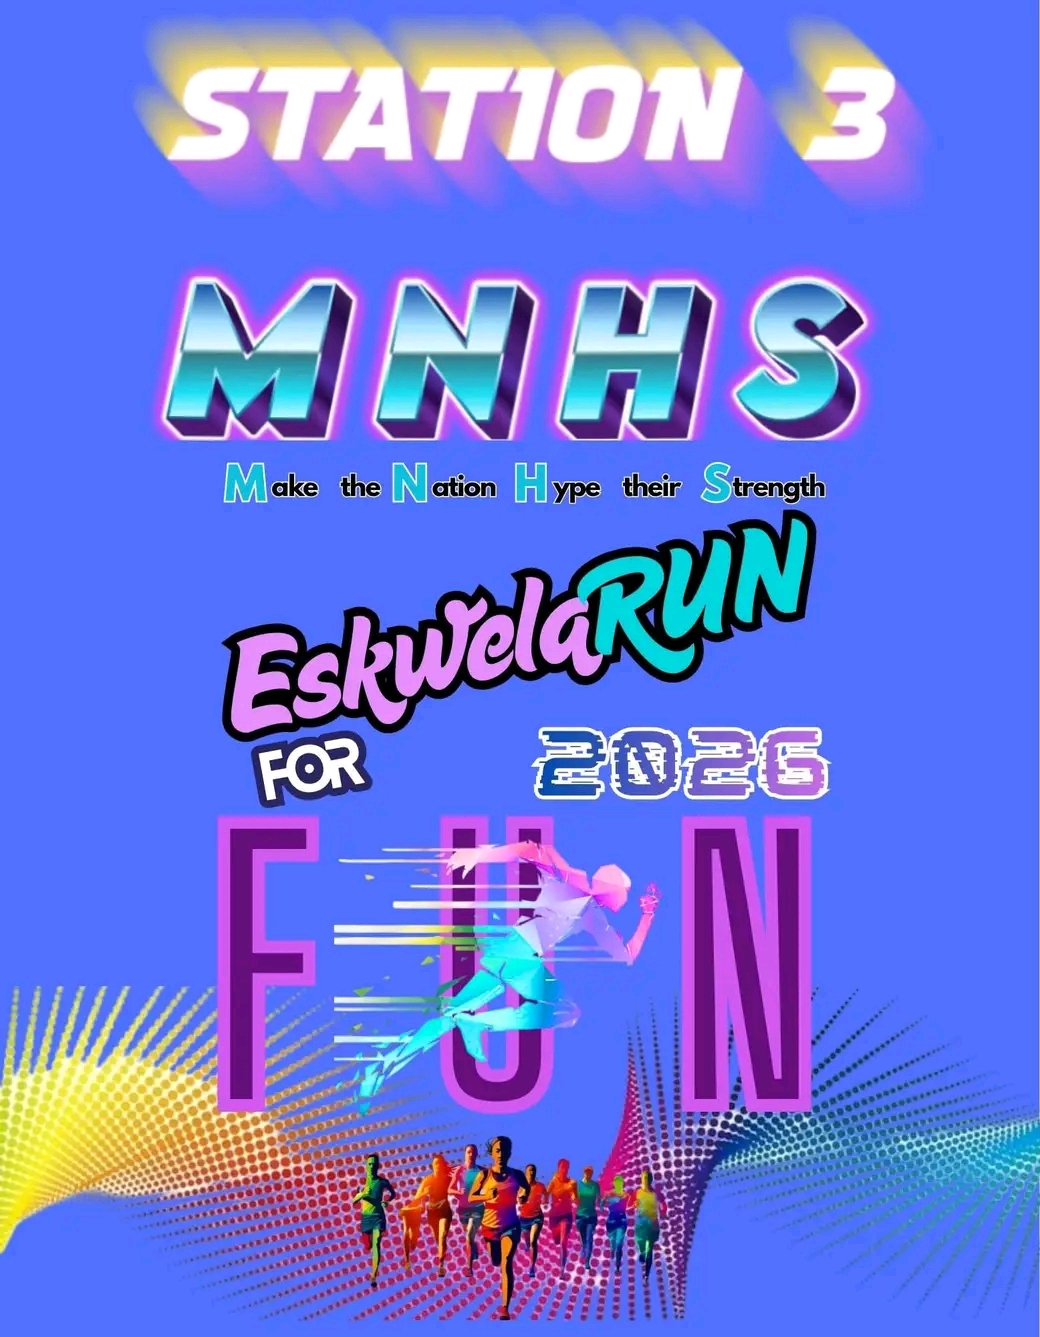 STATION 3
MNHS
Make the Nation Hype their Strength
EskwelaRUN
FOR 2026
FUN